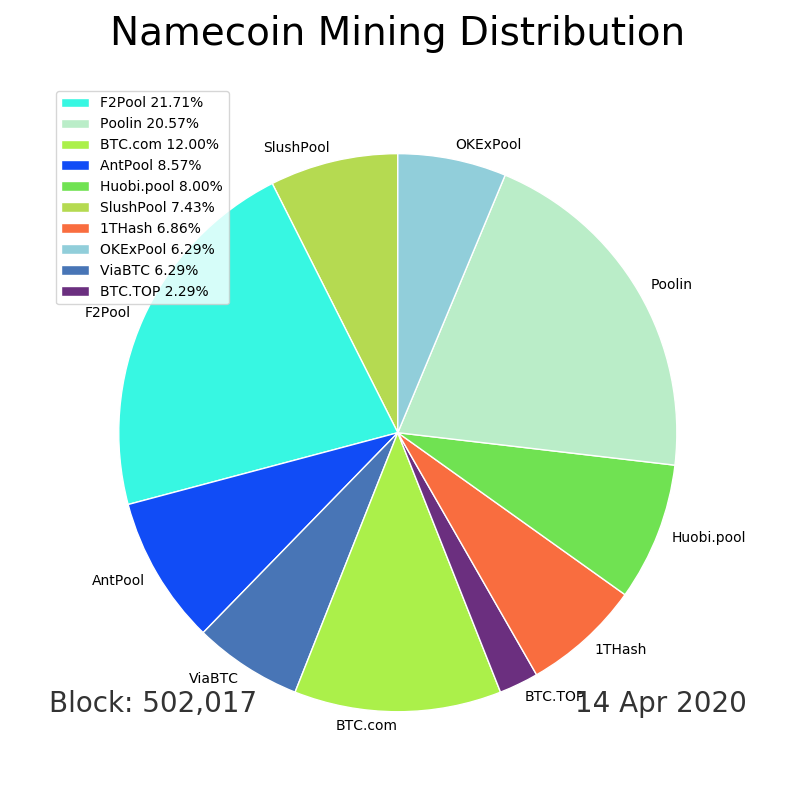 Namecoin Mining Distribution
F2Pool 21.71%
Poolin 20.57%
BTC.com 12.00%
AntPool 8.57%
Huobi.pool 8.00%
SlushPool 7.43%
1THash 6.86%
OKExPool 6.29%
ViaBTC 6.29%
BTC.TOP 2.29%
SlushPool
OKExPool
Poolin
F2Pool
Huobi.pool
AntPool
1THash
ViaBTC
BTC.TOP
BTC.com
Block: 502,017
14 Apr 2020